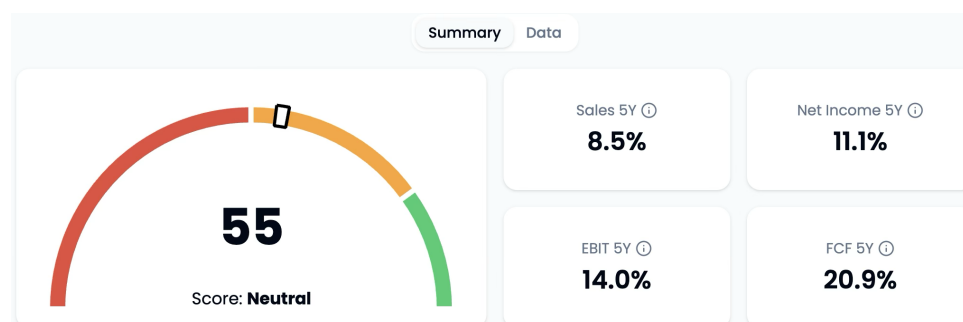 Summary
Data
55
Score: Neutral
Sales 5Y
8.5%
Net Income 5Y
11.1%
EBIT 5Y
14.0%
FCF 5Y
20.9%